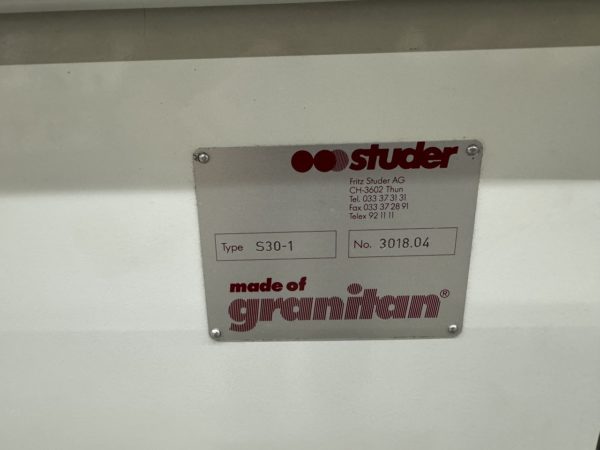 studer
Fritz Studer AG
CH-3602 Thun
Tel. 033 37 31 31
Fax 033 37 28 91
Telex 92 11 11
Type S30-1
No. 3018.04
made of
granitan®